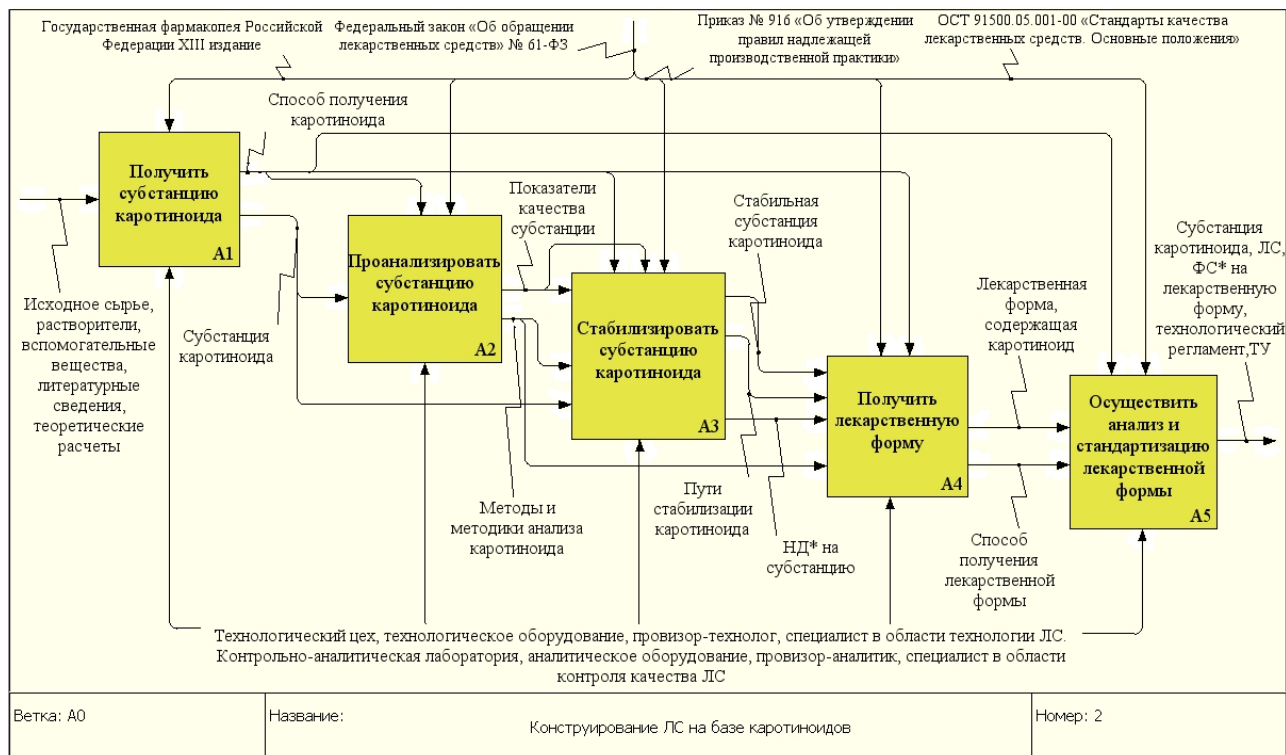 Государственная фармакопея Российской
Федерации XIII издание
Федеральный закон «Об обращении
лекарственных средств» № 61-ФЗ
Приказ № 916 «Об утверждении
правил надлежащей
производственной практики»
ОСТ 91500.05.001-00 «Стандарты качества
лекарственных средств. Основные положения»
Способ получения
каротиноида
Получить
субстанцию
каротиноида
А1
Показатели
качества
субстанции
Стабильная
субстанция
каротиноида
Субстанция
каротиноида, ЛС,
ФС* на
лекарственную
форму,
технологический
регламент,ТУ
Проанализировать
субстанцию
каротиноида
А2
Исходное сырье,
растворители,
вспомогательные
вещества,
литературные
сведения,
теоретические
расчеты
Субстанция
каротиноида
Стабилизировать
субстанцию
каротиноида
А3
Лекарственная
форма,
содержащая
каротиноид
Получить
лекарственную
форму
А4
Осуществить
анализ и
стандартизацию
лекарственной
формы
А5
Методы и
методики анализа
каротиноида
Пути
стабилизации
каротиноида
НД* на
субстанцию
Способ
получения
лекарственной
формы
Технологический цех, технологическое оборудование, провизор-технолог, специалист в области технологии ЛС.
Контрольно-аналитическая лаборатория, аналитическое оборудование, провизор-аналитик, специалист в области
контроля качества ЛС
Ветка: А0
Название:
Конструирование ЛС на базе каротиноидов
Номер: 2